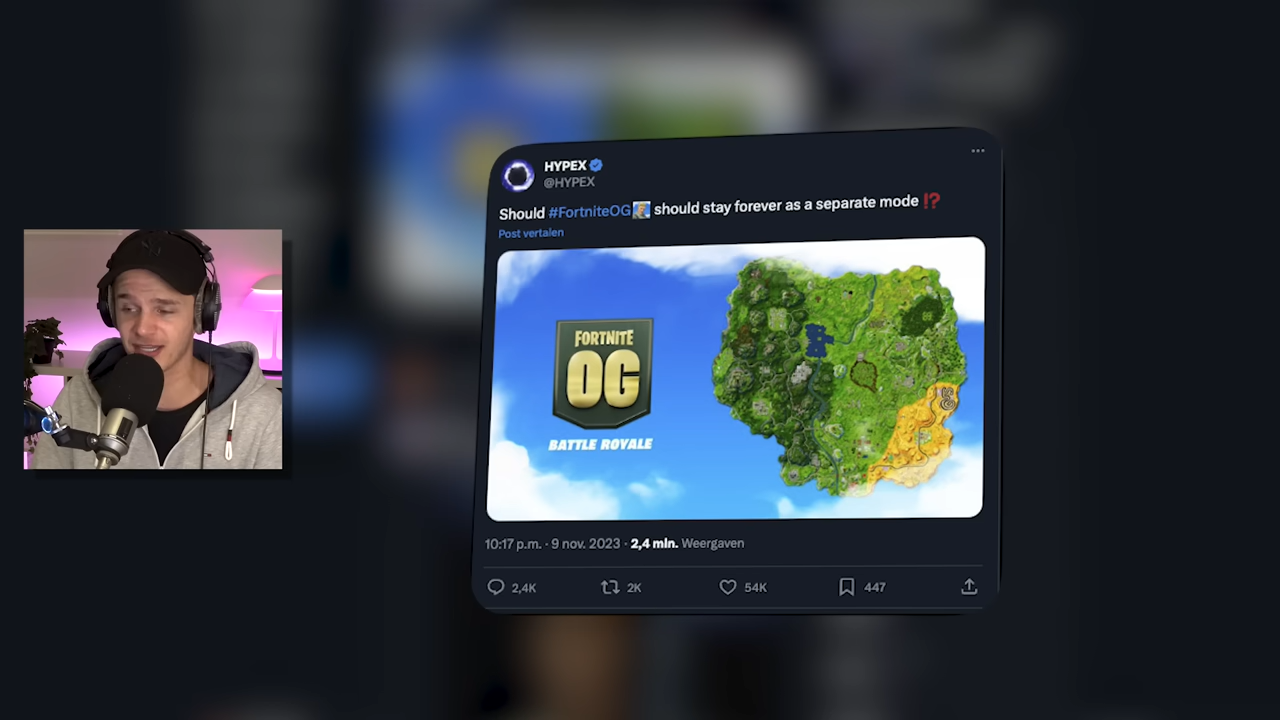 HYPEX
@HYPEX
Should #FortniteOG should stay forever as a separate mode ⁉️
Post vertalen
FORTNITE
OG
BATTLE ROYALE
10:17 p.m. · 9 nov. 2023 · 2,4 mln. Weergaven
2,4K 2K 54K 447